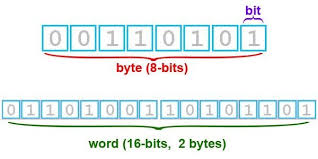 bit
0 0 1 1 0 1 0 1
byte (8-bits)
0 1 1 0 1 0 0 1 1 0 1 0 1 1 0 1
word (16-bits, 2 bytes)